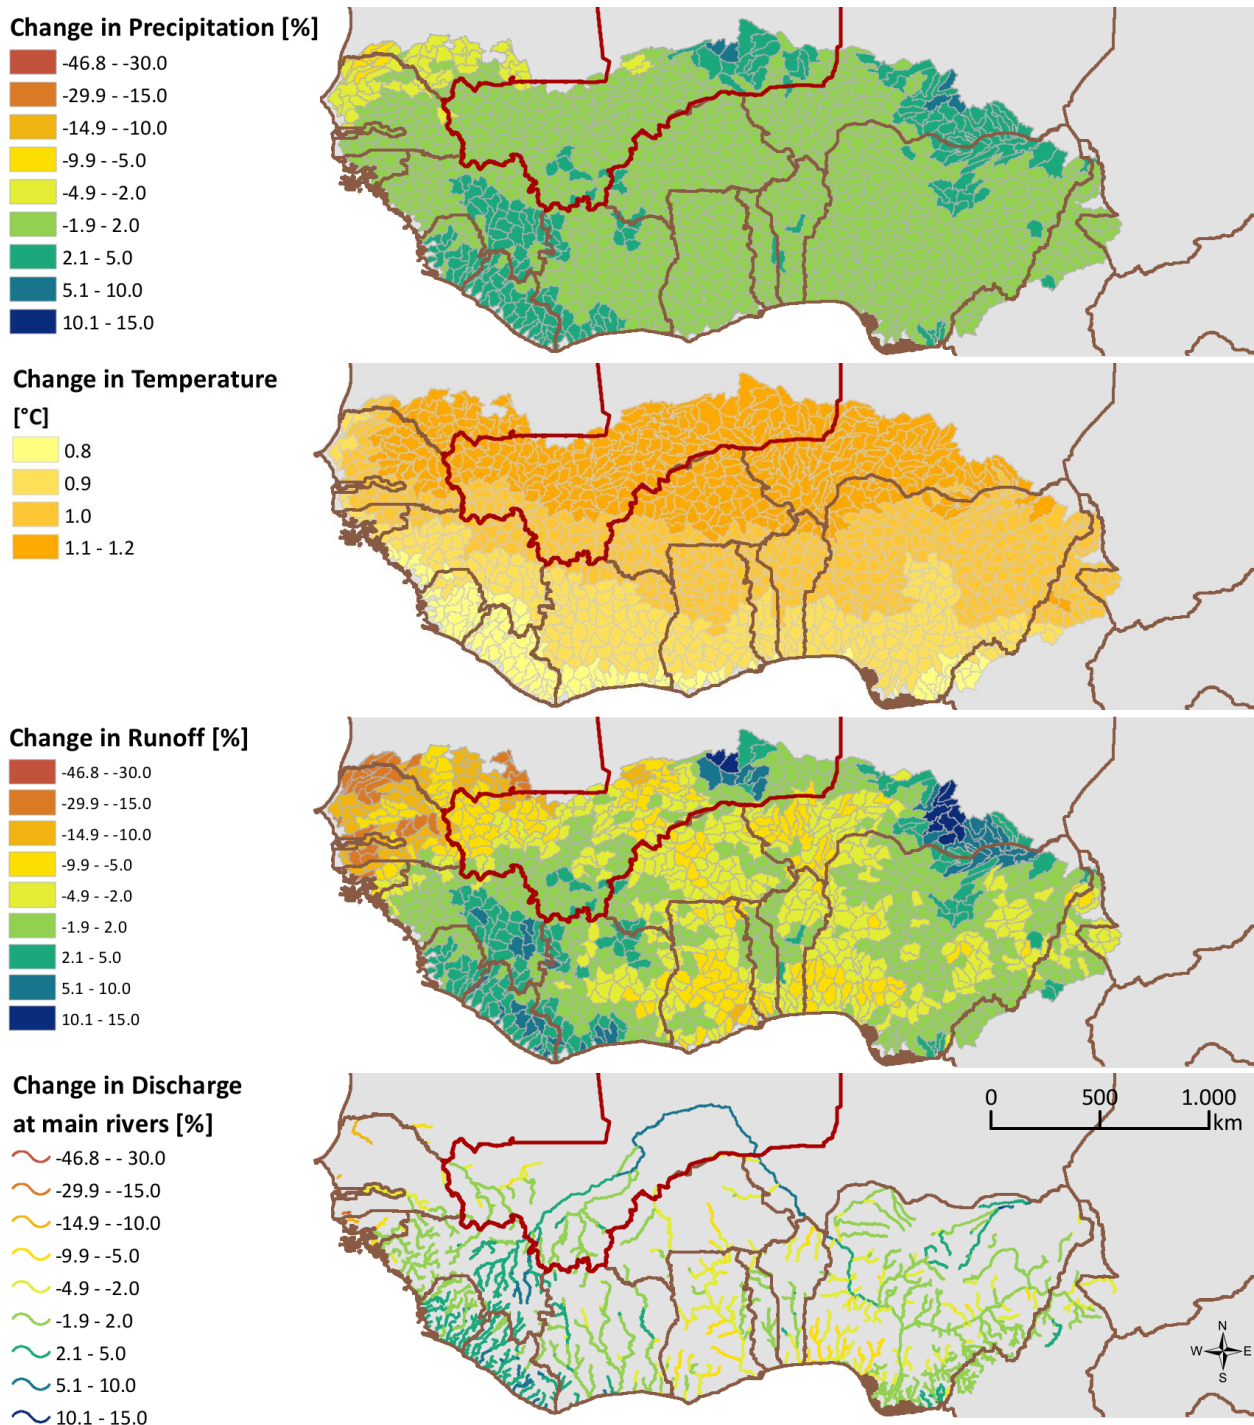 Change in Precipitation [%]
-46.8 - -30.0
-29.9 - -15.0
-14.9 - -10.0
-9.9 - -5.0
-4.9 - -2.0
-1.9 - 2.0
2.1 - 5.0
5.1 - 10.0
10.1 - 15.0
Change in Temperature
[°C]
0.8
0.9
1.0
1.1 - 1.2
Change in Runoff [%]
-46.8 - -30.0
-29.9 - -15.0
-14.9 - -10.0
-9.9 - -5.0
-4.9 - -2.0
-1.9 - 2.0
2.1 - 5.0
5.1 - 10.0
10.1 - 15.0
Change in Discharge
at main rivers [%]
-46.8 - - 30.0
-29.9 - -15.0
-14.9 - -10.0
-9.9 - -5.0
-4.9 - -2.0
-1.9 - 2.0
2.1 - 5.0
5.1 - 10.0
10.1 - 15.0
0 500 1.000
km
N
W E
S